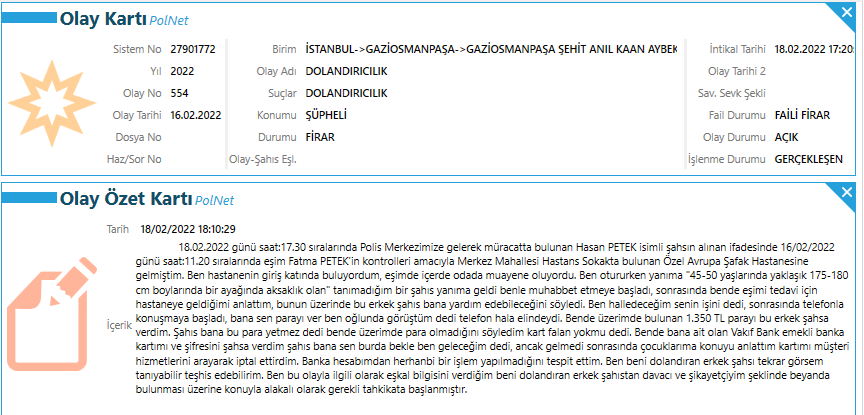 Olay Kartı PolNet
Sistem No 27901772 Birim İSTANBUL->GAZİOSMANPAŞA->GAZİOSMANPAŞA ŞEHİT ANIL KAAN AYBEK İntikal Tarihi 18.02.2022 17:20
Yıl 2022 Olay Adı DOLANDIRICILIK Olay Tarihi 2
Olay No 554 Suçlar DOLANDIRICILIK Sav. Sevk Şekli
Olay Tarihi 16.02.2022 Konumu ŞÜPHELİ Fail Durumu FAİLİ FİRAR
Dosya No Durumu FİRAR Olay Durumu AÇIK
Haz/Sor No Olay-Şahıs Eşl. İşlenme Durumu GERÇEKLEŞEN
Olay Özet Kartı PolNet
Tarih 18/02/2022 18:10:29
İçerik
18.02.2022 günü saat:17.30 sıralarında Polis Merkezimize gelerek müracatta bulunan Hasan PETEK isimli şahsın alınan ifadesinde 16/02/2022
günü saat:11.20 sıralarında eşim Fatma PETEK'in kontrolleri amacıyla Merkez Mahallesi Hastans Sokakta bulunan Özel Avrupa Şafak Hastanesine
gelmiştim. Ben hastanenin giriş katında buluyordum, eşimde içerde odada muayene oluyordu. Ben otururken yanıma "45-50 yaşlarında yaklaşık 175-180
cm boylarında bir ayağında aksaklık olan" tanımadığım bir şahıs yanıma geldi benle muhabbet etmeye başladı, sonrasında bende eşimi tedavi için
hastaneye geldiğimi anlattım, bunun üzerinde bu erkek şahıs bana yardım edebileceğini söyledi. Ben halledeceğim senin işini dedi, sonrasında telefonla
konuşmaya başladı, bana sen parayı ver ben oğlunda görüştüm dedi telefon hala elindeydi. Bende üzerimde bulunan 1.350 TL parayı bu erkek şahsa
verdim. Şahıs bana bu para yetmez dedi bende üzerimde para olmadığını söyledim kart falan yokmu dedi. Bende bana ait olan Vakıf Bank emekli banka
kartımı ve şifresini şahsa verdim şahıs bana sen burda bekle ben geleceğim dedi, ancak gelmedi sonrasında çocuklarıma konuyu anlattım kartımı müşteri
hizmetlerini arayarak iptal ettirdim. Banka hesabımdan herhanbi bir işlem yapılmadığını tespit ettim. Ben beni dolandıran erkek şahsı tekrar görsem
tanıyabilir teşhis edebilirim. Ben bu olayla ilgili olarak eşkal bilgisini verdiğim beni dolandıran erkek şahıstan davacı ve şikayetçiyim şeklinde beyanda
bulunması üzerine konuyla alakalı olarak gerekli tahkikata başlanmıştır.